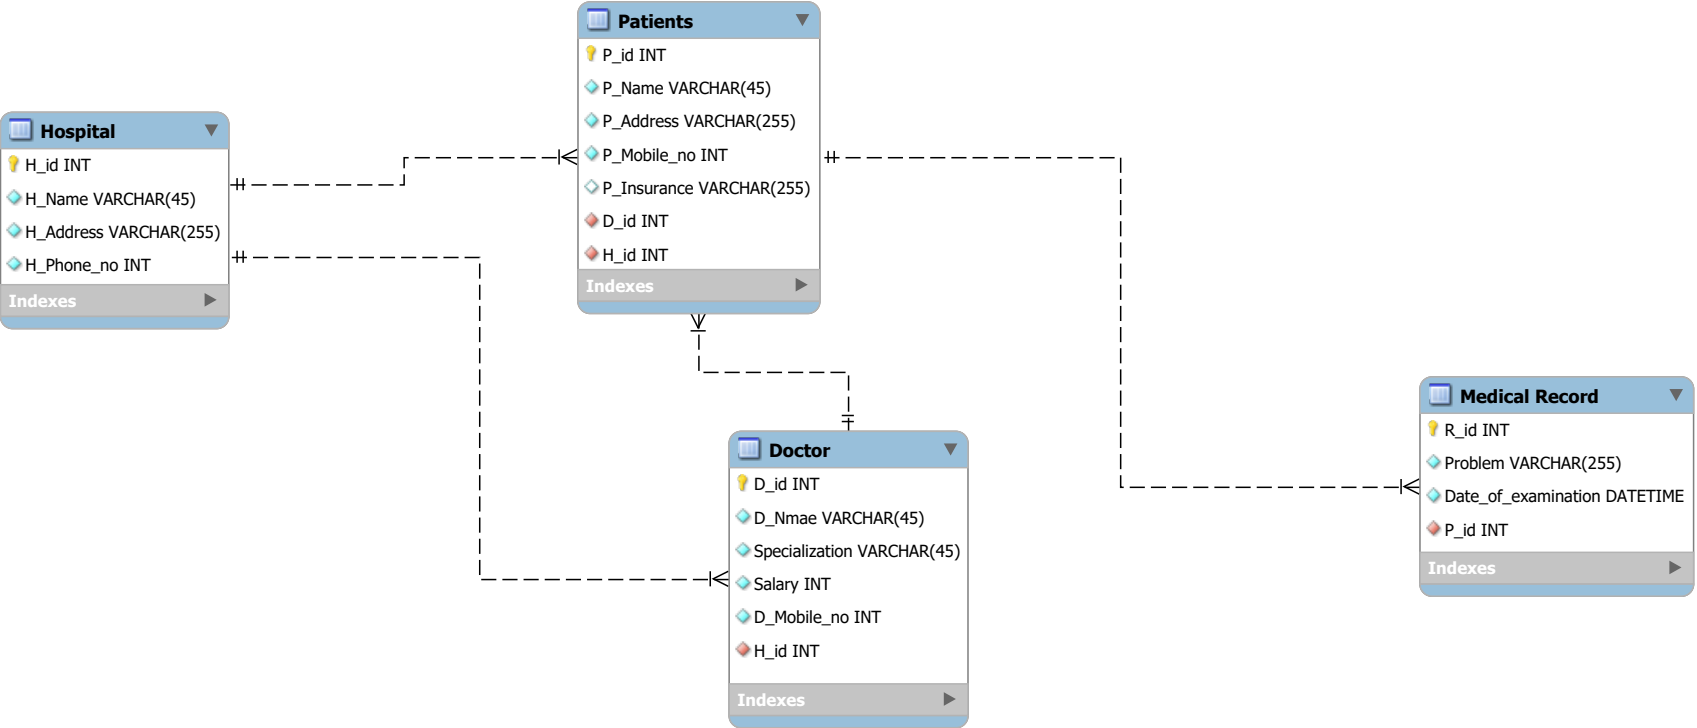 Patients
P_id INT
P_Name VARCHAR(45)
P_Address VARCHAR(255)
P_Mobile_no INT
P_Insurance VARCHAR(255)
D_id INT
H_id INT
Indexes
Hospital
H_id INT
H_Name VARCHAR(45)
H_Address VARCHAR(255)
H_Phone_no INT
Indexes
Doctor
D_id INT
D_Nmae VARCHAR(45)
Specialization VARCHAR(45)
Salary INT
D_Mobile_no INT
H_id INT
Indexes
Medical Record
R_id INT
Problem VARCHAR(255)
Date_of_examination DATETIME
P_id INT
Indexes